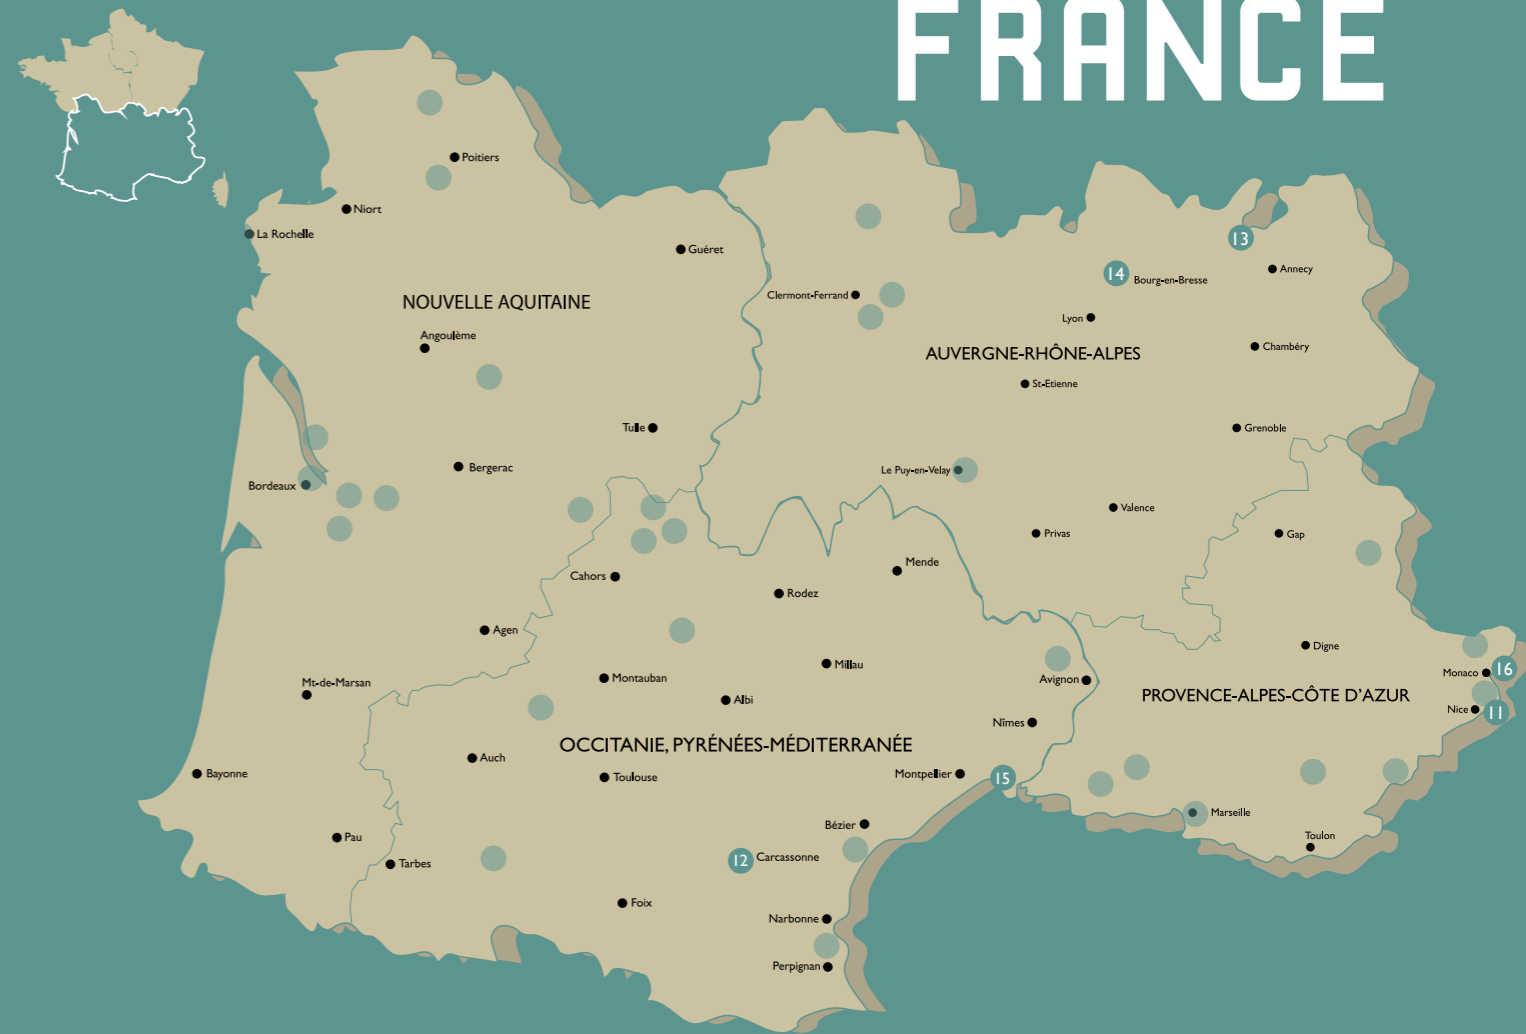 FRANCE
Poitiers
Niort
La Rochelle
Guéret
13
14
Bourg-en-Bresse
Annecy
Clermont-Ferrand
NOUVELLE AQUITAINE
Lyon
Angoulème
Chambéry
AUVERGNE-RHÔNE-ALPES
St-Etienne
Tulle
Grenoble
Bergerac
Le Puy-en-Velay
Bordeaux
Valence
Privas
Gap
Mende
Cahors
Rodez
Agen
Digne
Millau
Monaco
16
Montauban
Avignon
Mt-de-Marsan
PROVENCE-ALPES-CÔTE D'AZUR
Albi
Nice
11
Nîmes
OCCITANIE, PYRÉNÉES-MÉDITERRANÉE
Auch
Bayonne
Toulouse
Montpellier
15
Marseille
Bézier
Pau
Toulon
12
Carcassonne
Tarbes
Foix
Narbonne
Perpignan